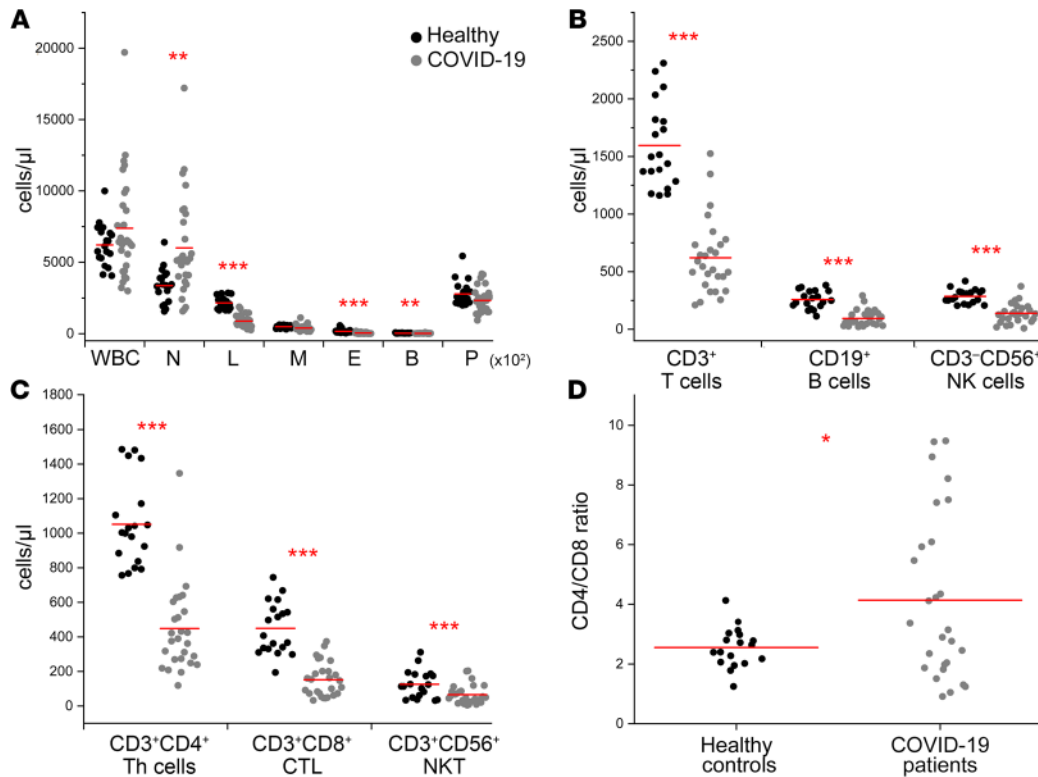 A
cells/µl
20000
15000
10000
5000
0
**
***
***
**
Healthy
COVID-19
WBC N L M E B P (x10²)
B
cells/µl
2500
2000
1500
1000
500
0
***
***
***
CD3⁺ CD19⁺ CD3⁻CD56⁺
T cells B cells NK cells
C
cells/µl
1800
1600
1400
1200
1000
800
600
400
200
0
***
***
***
CD3⁺CD4⁺ CD3⁺CD8⁺ CD3⁺CD56⁺
Th cells CTL NKT
D
CD4/CD8 ratio
10
8
6
4
2
0
*
Healthy COVID-19
controls patients